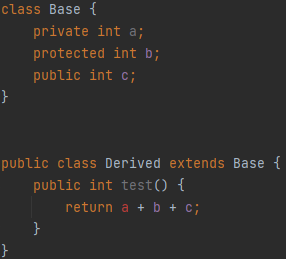 class Base {
    private int a;
    protected int b;
    public int c;
}
public class Derived extends Base {
    public int test() {
        return a + b + c;
    }
}